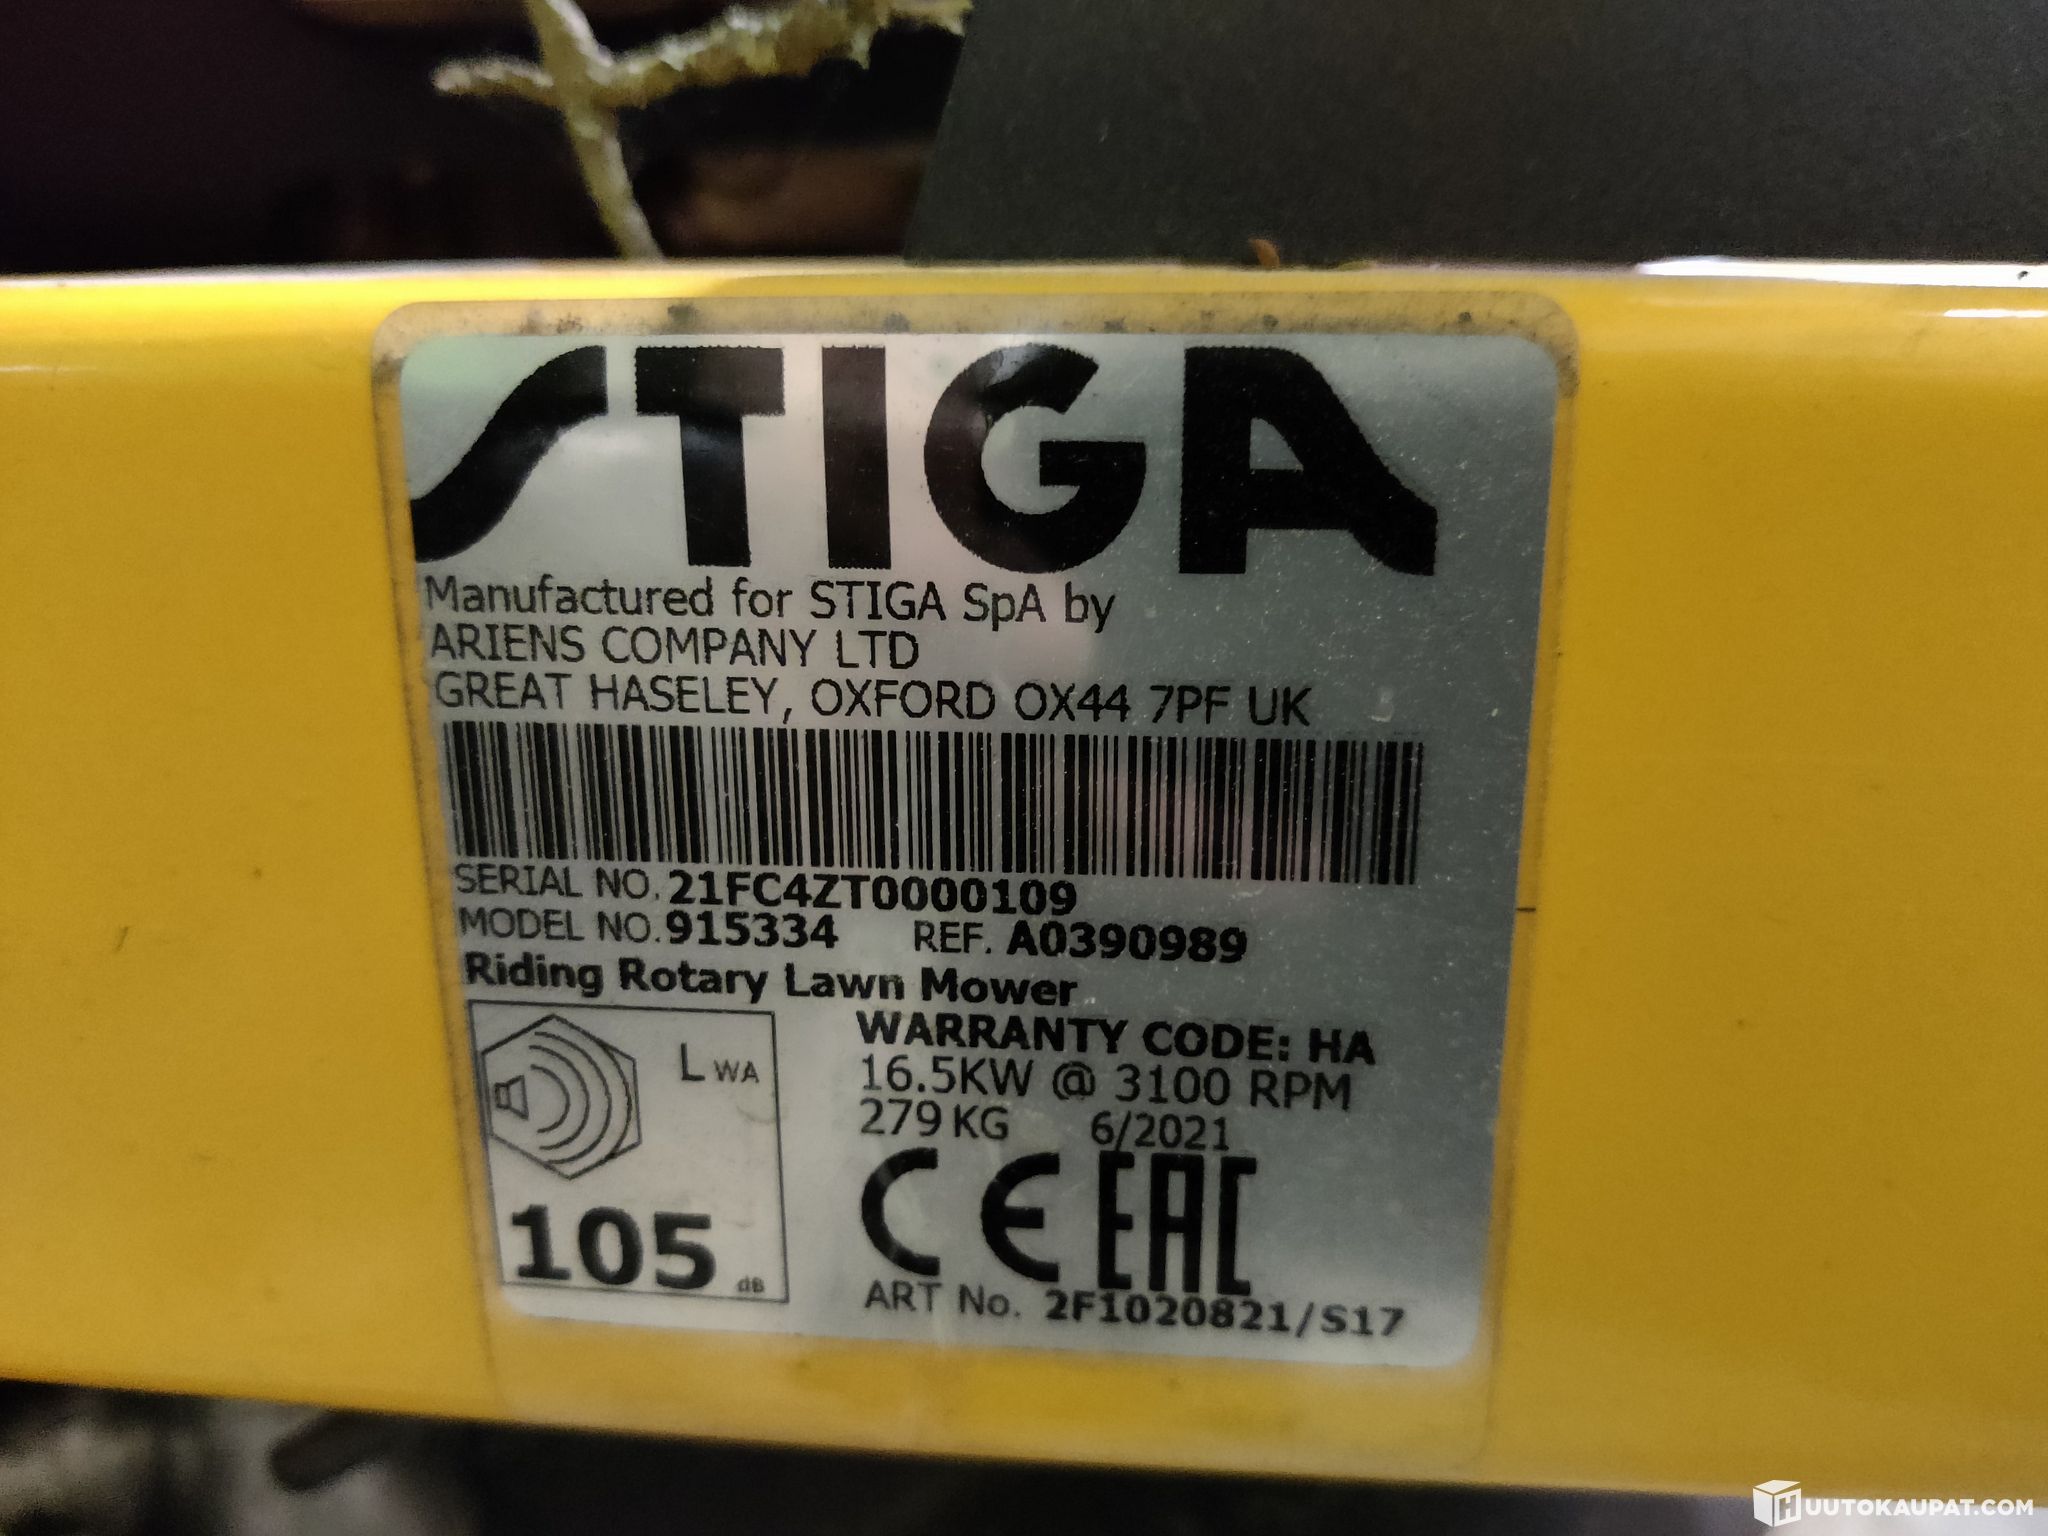 STIGA
Manufactured for STIGA SpA by
ARIENS COMPANY LTD
GREAT HASELEY, OXFORD OX44 7PF UK
SERIAL NO. 21FC4ZT0000109
MODEL NO. 915334 REF. A0390989
Riding Rotary Lawn Mower
WARRANTY CODE: HA
16.5KW @ 3100 RPM
279 KG 6/2021
LWA
105 dB
CE EAC
ART No. 2F1020821/S17
HUUTOKAUPAT.COM